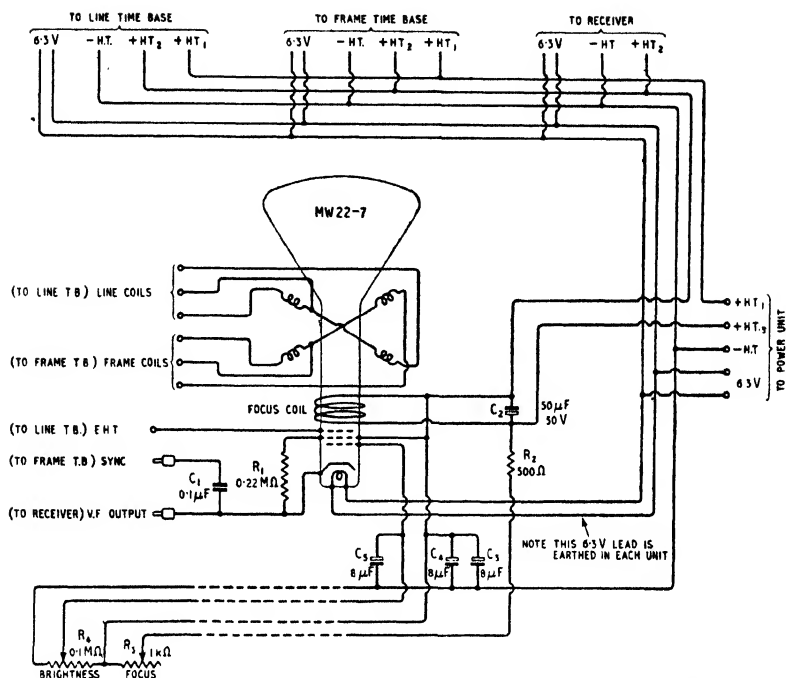 TO LINE TIME BASE
TO FRAME TIME BASE
TO RECEIVER
6·3V -H.T. +HT2 +HT1
6·3V -H.T. +HT2 +HT1
6·3V -HT +HT2
MW22-7
(TO LINE T B) LINE COILS
(TO FRAME T B) FRAME COILS
+HT1
+HT2
-H.T
6·3V
TO POWER UNIT
FOCUS COIL
C2
50μF
50 V
(TO LINE T.B.) E H T
(TO FRAME T.B) SYNC
R1
0·22 MΩ
R2
500Ω
C1
0·1μF
(TO RECEIVER) V.F OUTPUT
NOTE THIS 6·3V LEAD IS
EARTHED IN EACH UNIT
C5
8μF
C4
8μF
C3
8μF
R4
0·1MΩ
BRIGHTNESS
R3
1kΩ
FOCUS